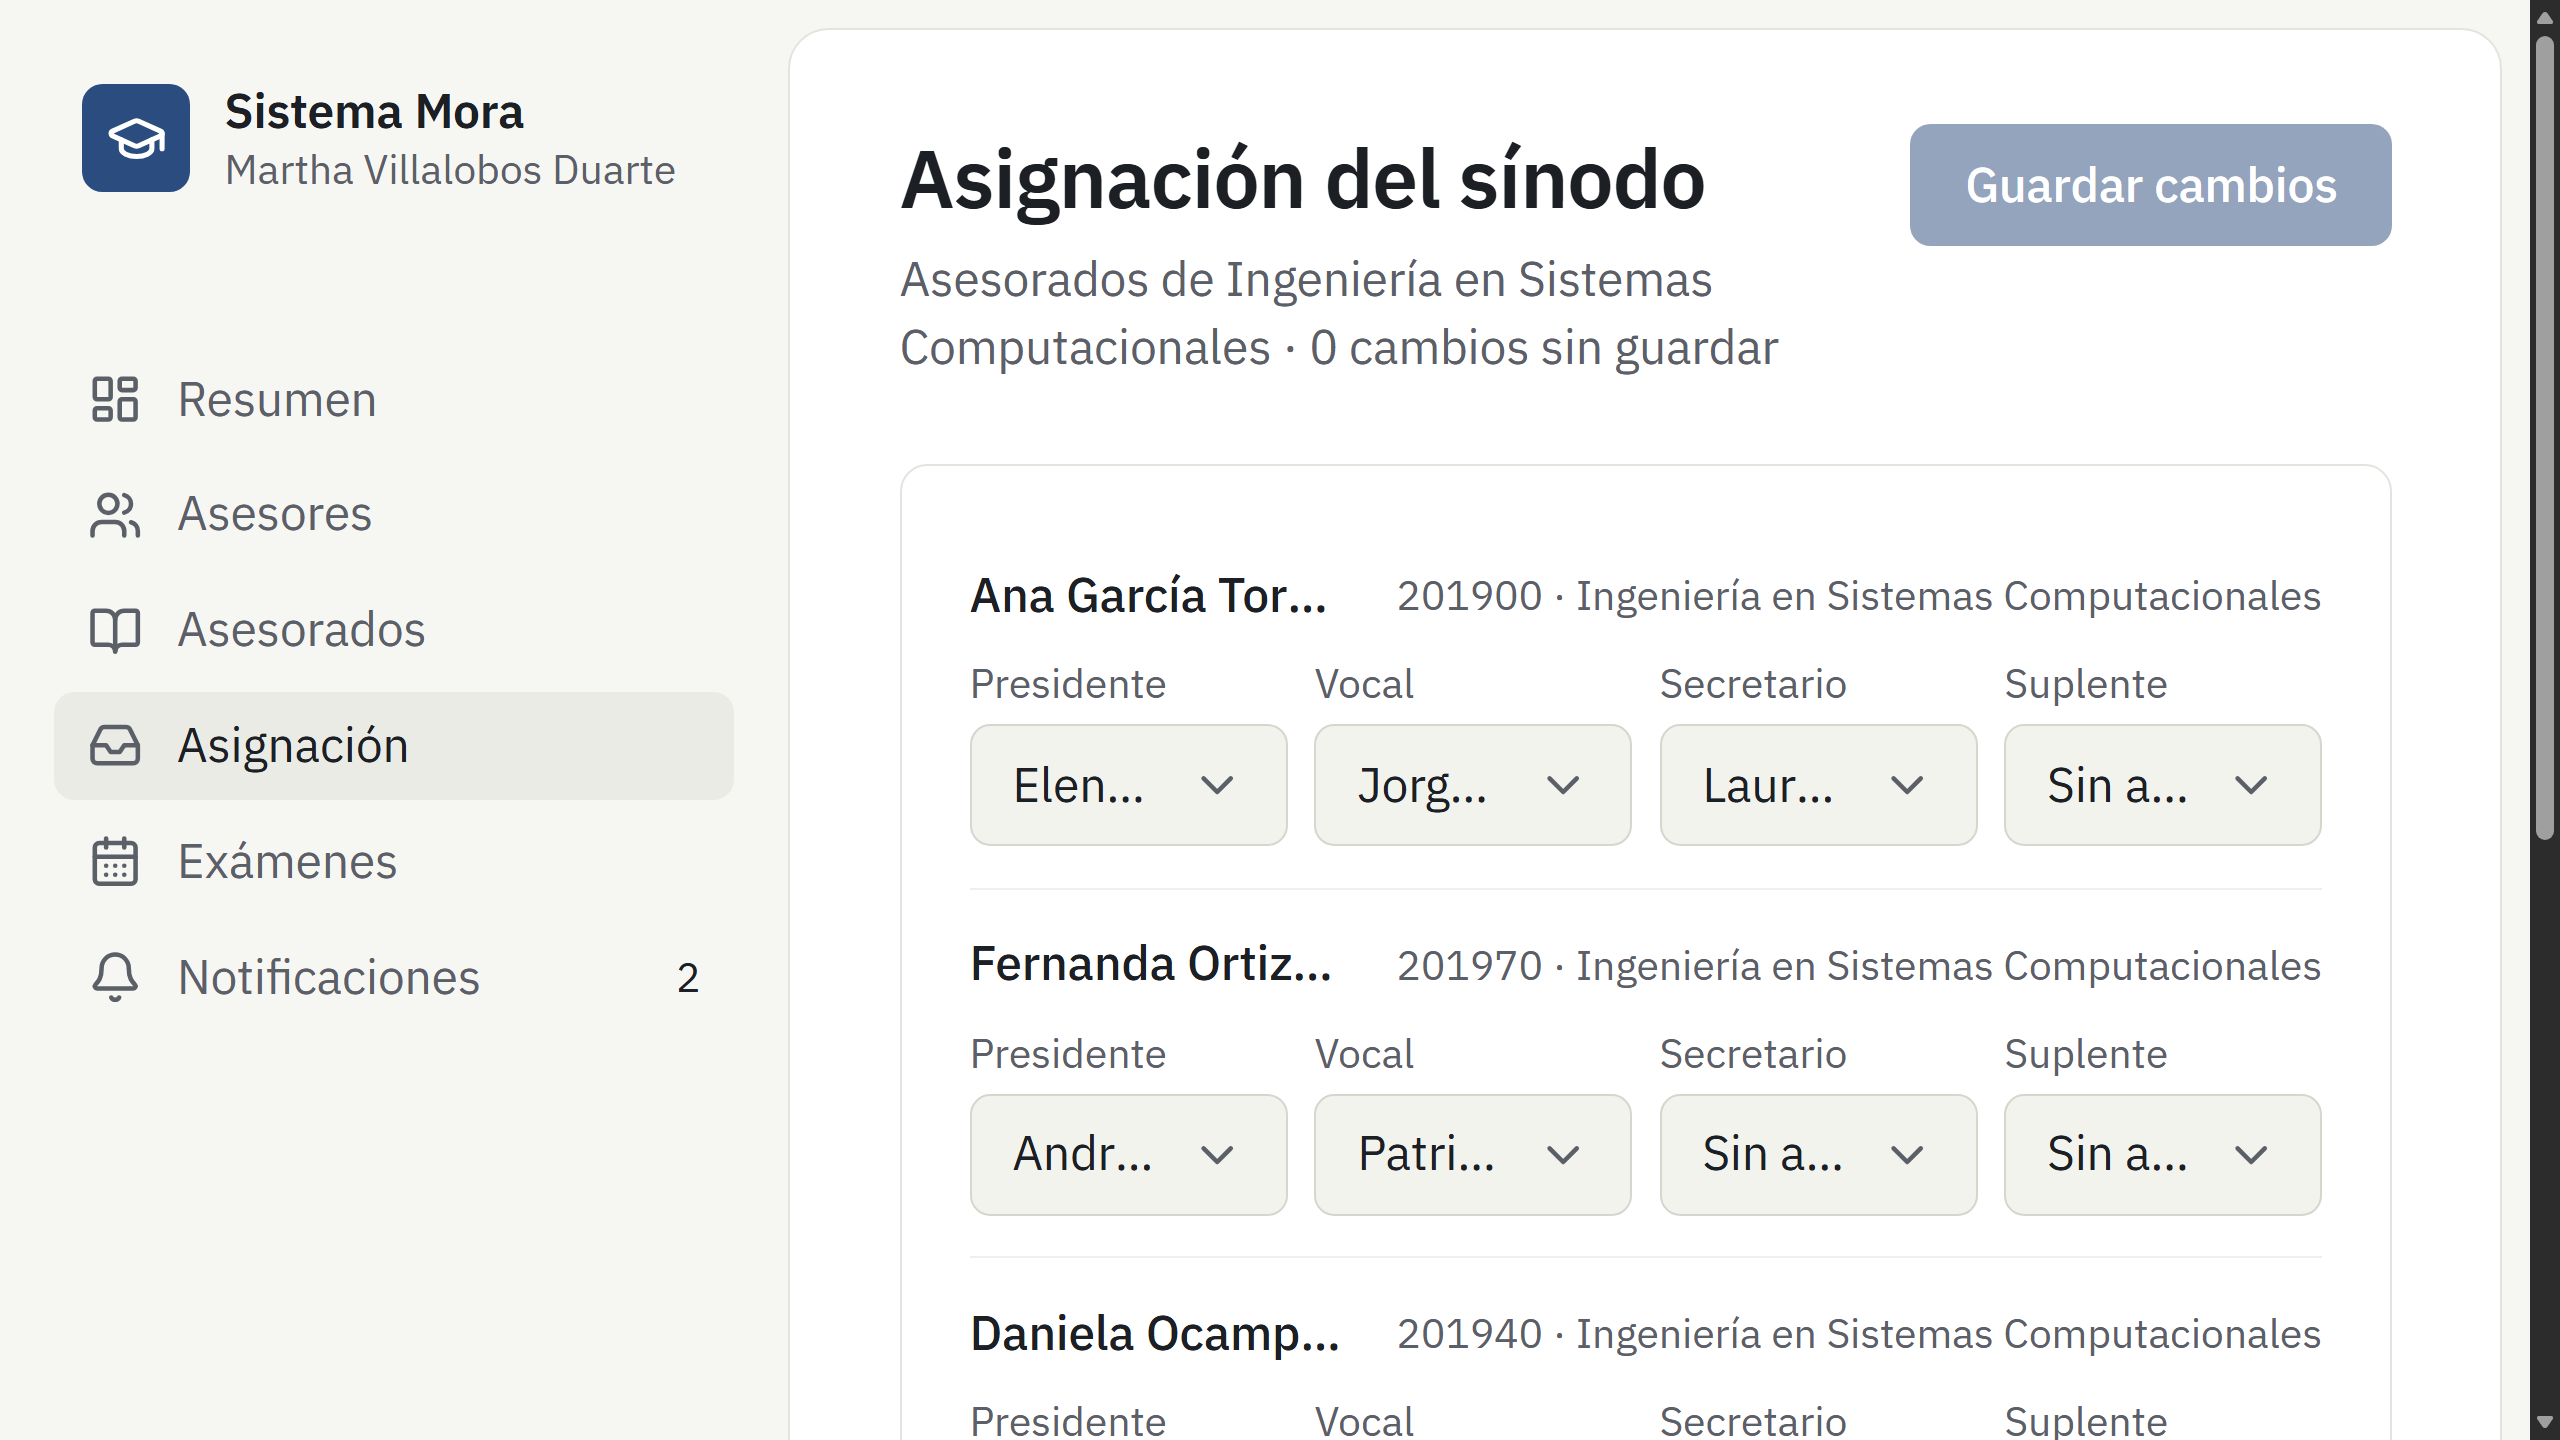 Sistema Mora
Martha Villalobos Duarte
Resumen
Asesores
Asesorados
Asignación
Exámenes
Notificaciones 2
Asignación del sínodo
Guardar cambios
Asesorados de Ingeniería en Sistemas
Computacionales · 0 cambios sin guardar
Ana García Tor... 201900 · Ingeniería en Sistemas Computacionales
Presidente Vocal Secretario Suplente
Elen... Jorg... Laur... Sin a...
Fernanda Ortiz... 201970 · Ingeniería en Sistemas Computacionales
Presidente Vocal Secretario Suplente
Andr... Patri... Sin a... Sin a...
Daniela Ocamp... 201940 · Ingeniería en Sistemas Computacionales
Presidente Vocal Secretario Suplente